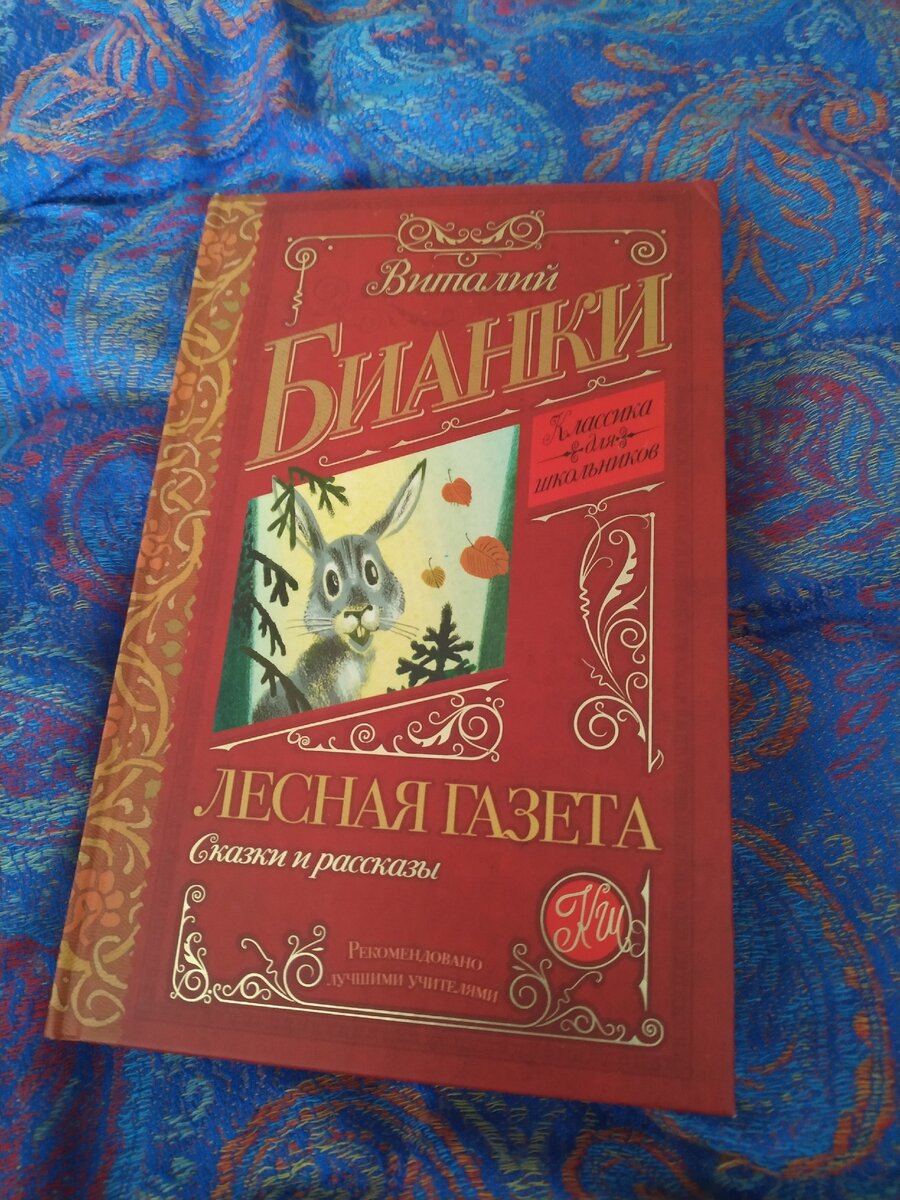 Виталий
Бианки
Классика
для
школьников
Лесная газета
Сказки и рассказы
Кш
Рекомендовано
лучшими учителями